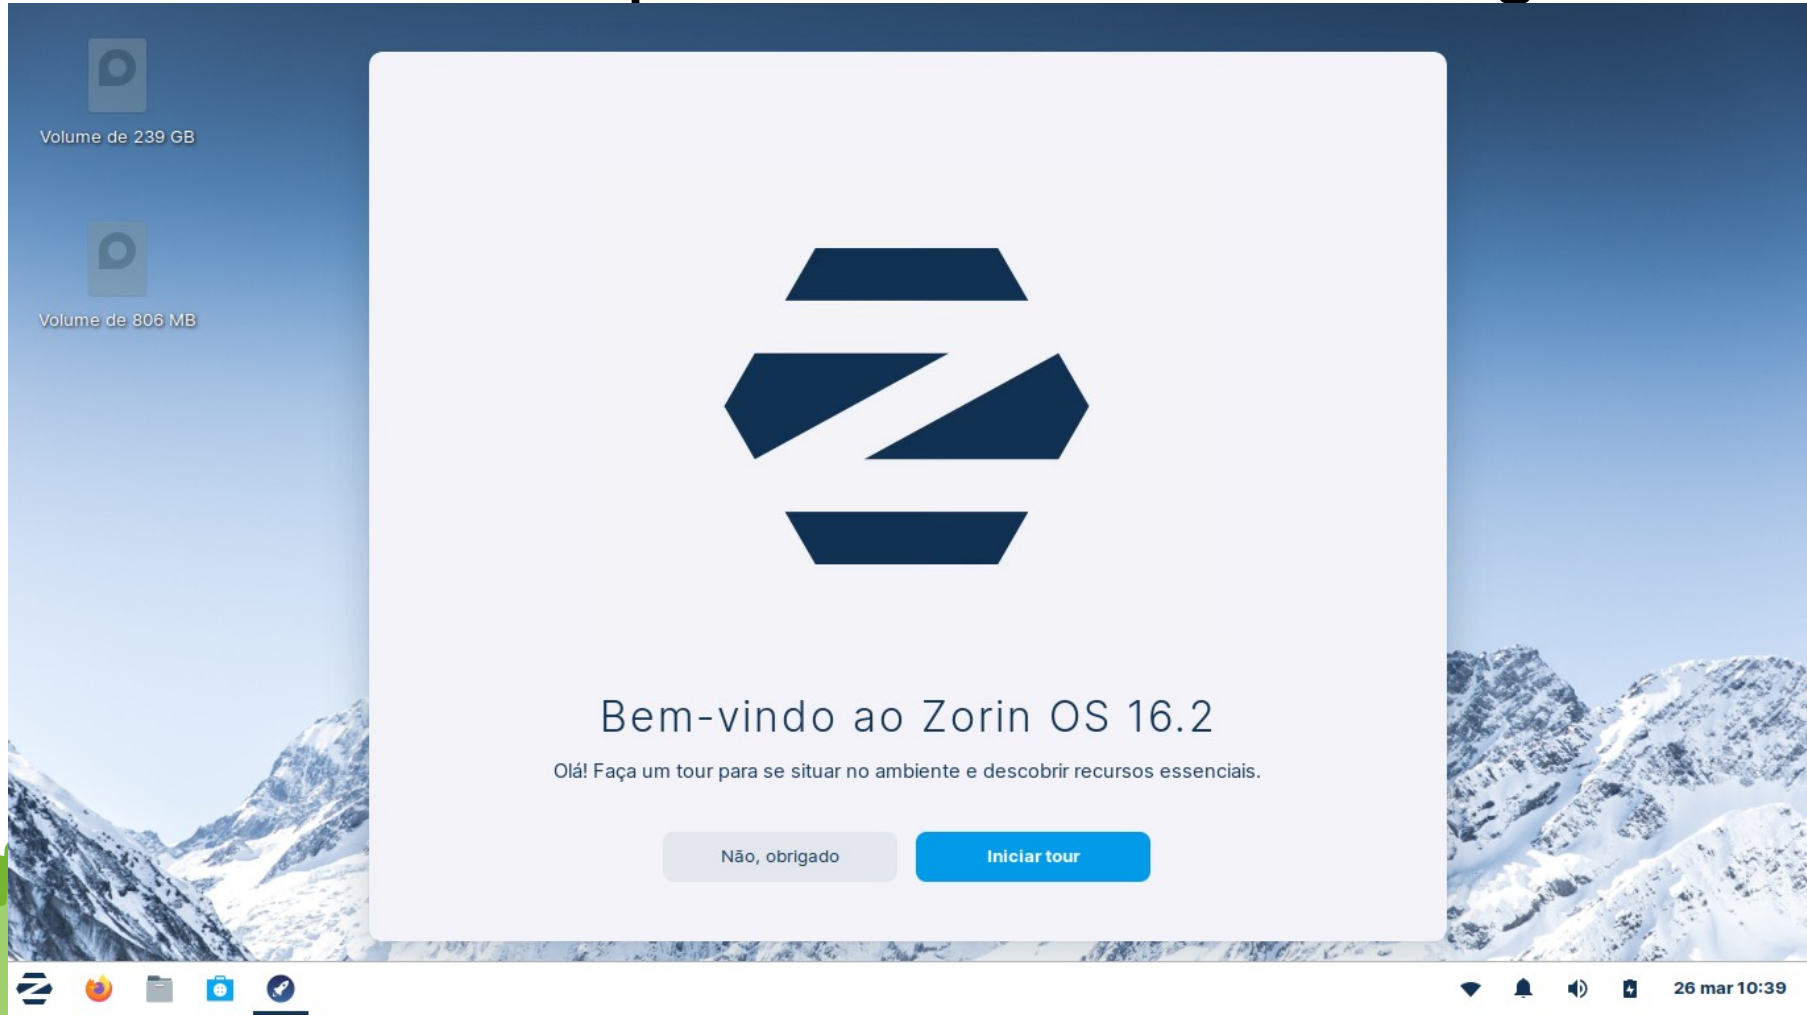 Volume de 239 GB
Volume de 806 MB
Bem-vindo ao Zorin OS 16.2
Olá! Faça um tour para se situar no ambiente e descobrir recursos essenciais.
Não, obrigado
Iniciar tour
26 mar 10:39